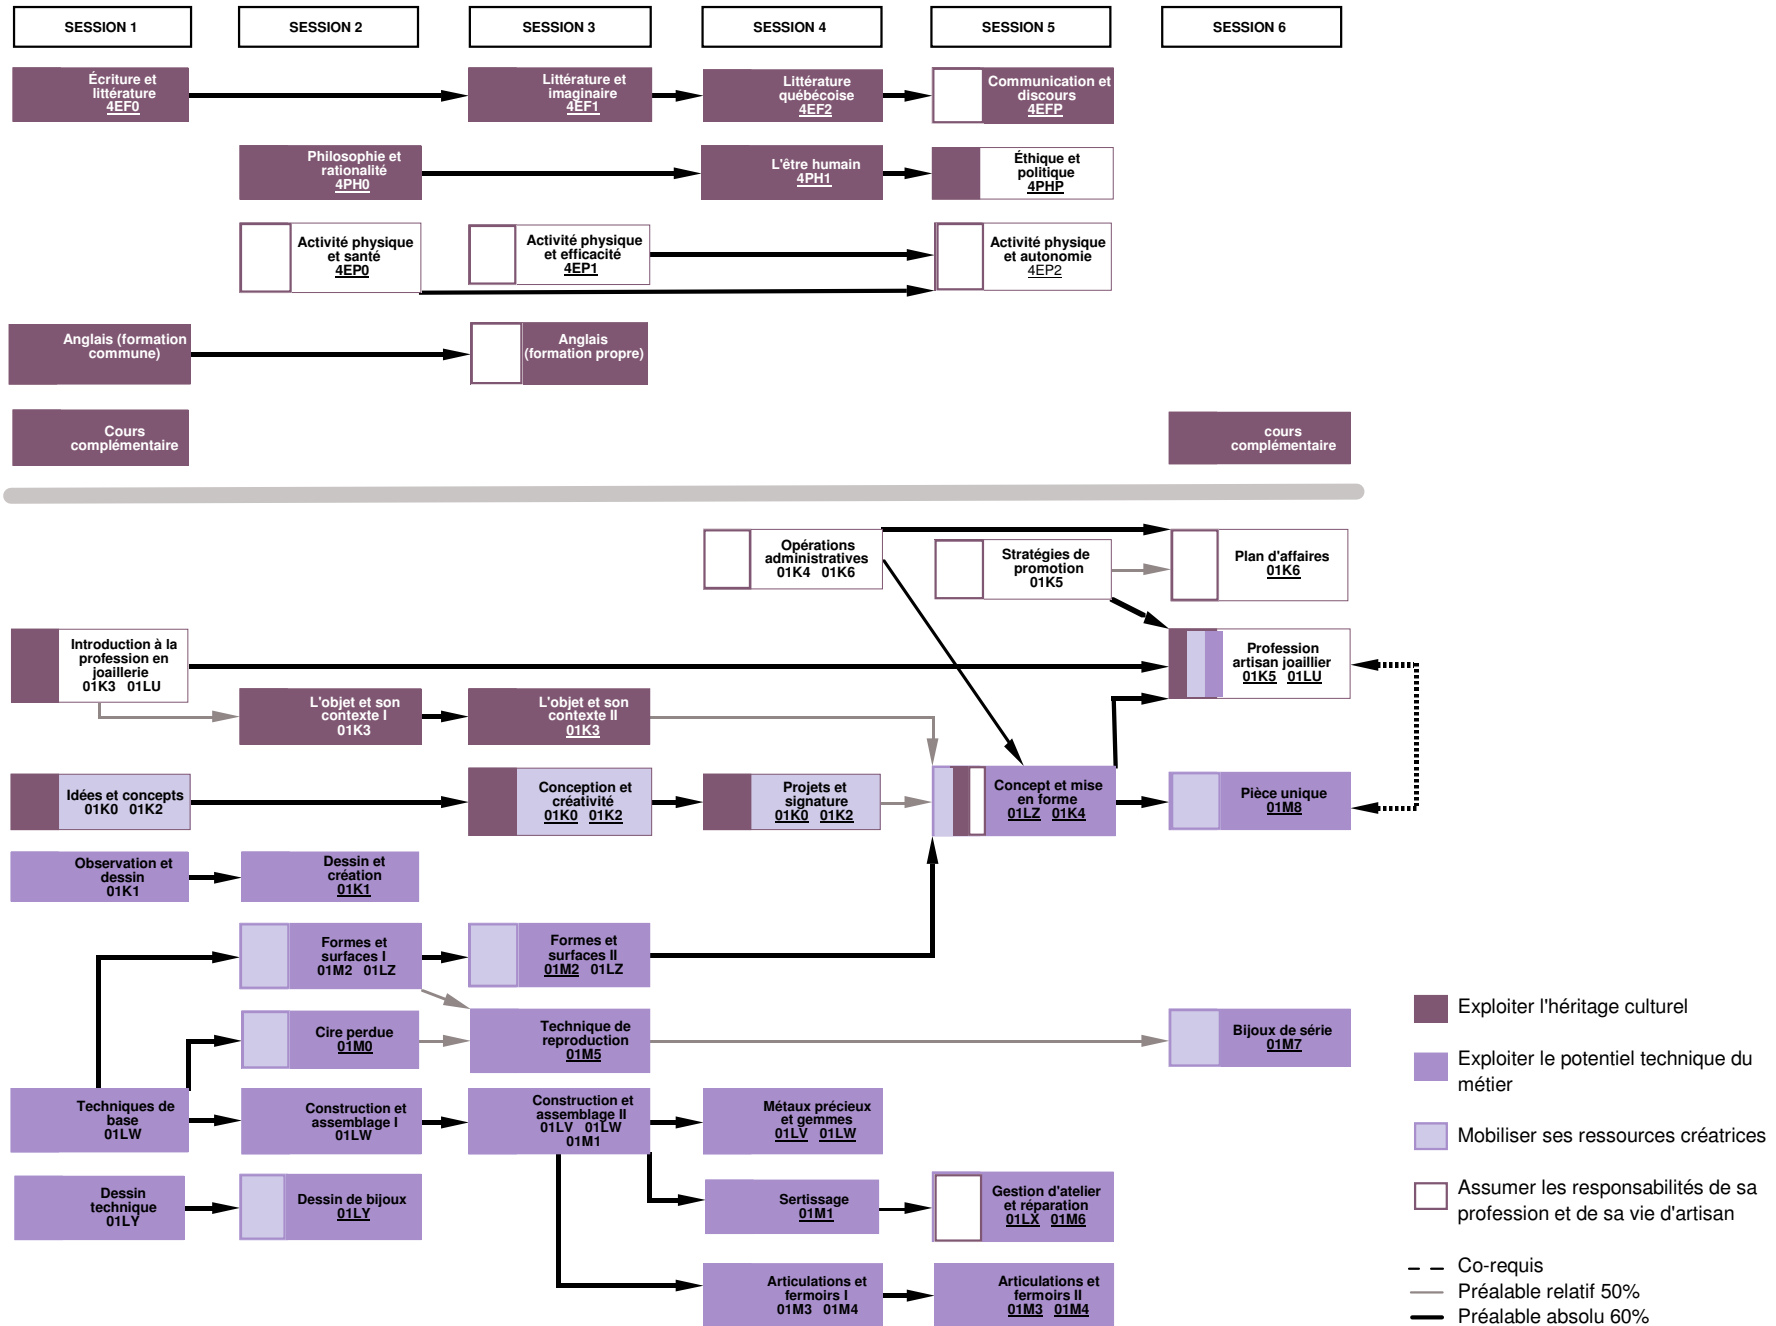 SESSION 1
SESSION 2
SESSION 3
SESSION 4
SESSION 5
SESSION 6
Écriture et
littérature
4EF0
Littérature et
imaginaire
4EF1
Littérature
québécoise
4EF2
Communication et
discours
4EFP
Philosophie et
rationalité
4PH0
L'être humain
4PH1
Éthique et
politique
4PHP
Activité physique
et santé
4EP0
Activité physique
et efficacité
4EP1
Activité physique
et autonomie
4EP2
Anglais (formation
commune)
Anglais
(formation propre)
Cours
complémentaire
cours
complémentaire
Opérations
administratives
01K4 01K6
Stratégies de
promotion
01K5
Plan d'affaires
01K6
Introduction à la
profession en
joaillerie
01K3 01LU
Profession
artisan joaillier
01K5 01LU
L'objet et son
contexte I
01K3
L'objet et son
contexte II
01K3
Idées et concepts
01K0 01K2
Conception et
créativité
01K0 01K2
Projets et
signature
01K0 01K2
Concept et mise
en forme
01LZ 01K4
Pièce unique
01M8
Observation et
dessin
01K1
Dessin et
création
01K1
Formes et
surfaces I
01M2 01LZ
Formes et
surfaces II
01M2 01LZ
Cire perdue
01M0
Technique de
reproduction
01M5
Bijoux de série
01M7
Techniques de
base
01LW
Construction et
assemblage I
01LW
Construction et
assemblage II
01LV 01LW
01M1
Métaux précieux
et gemmes
01LV 01LW
Dessin
technique
01LY
Dessin de bijoux
01LY
Sertissage
01M1
Gestion d'atelier
et réparation
01LX 01M6
Articulations et
fermoirs I
01M3 01M4
Articulations et
fermoirs II
01M3 01M4
Exploiter l'héritage culturel
Exploiter le potentiel technique du
métier
Mobiliser ses ressources créatrices
Assumer les responsabilités de sa
profession et de sa vie d'artisan
Co-requis
Préalable relatif 50%
Préalable absolu 60%